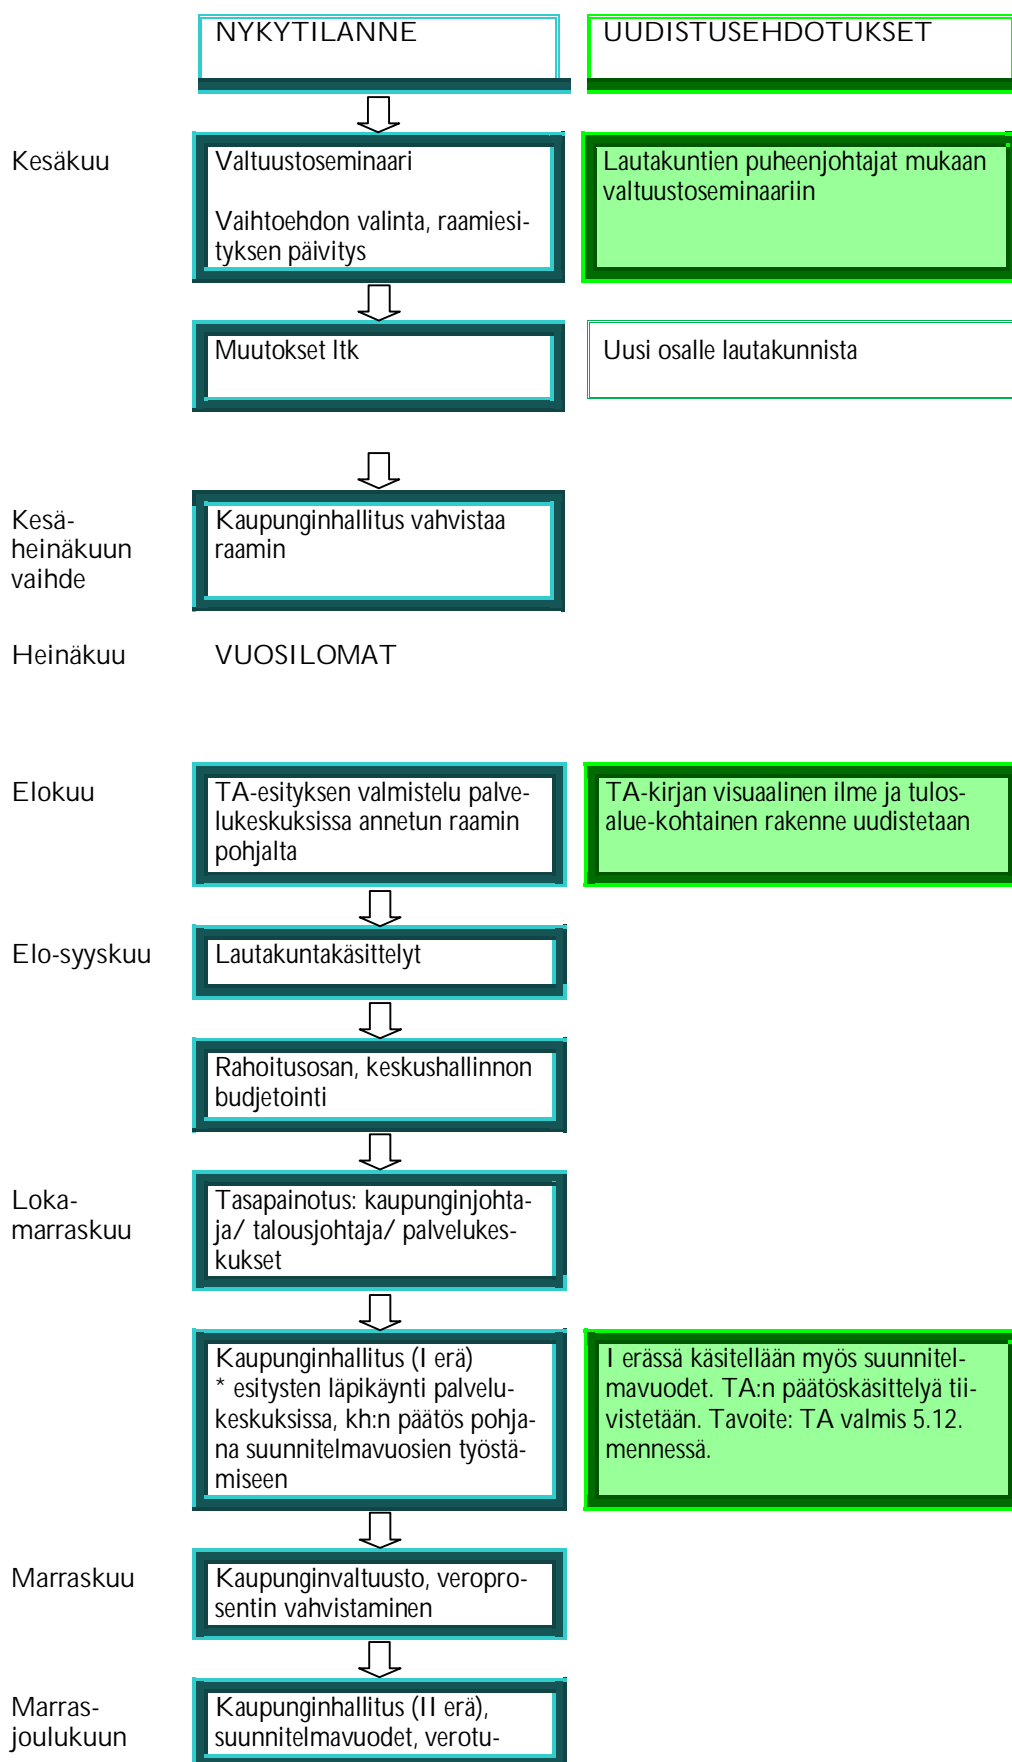 NYKYTILANNE
UUDISTUSEHDOTUKSET
Kesäkuu
Valtuustoseminaari
Vaihtoehdon valinta, raamiesi-
tyksen päivitys
Lautakuntien puheenjohtajat mukaan
valtuustoseminaariin
Muutokset ltk
Uusi osalle lautakunnista
Kesä-
heinäkuun
vaihde
Kaupunginhallitus vahvistaa
raamin
Heinäkuu
VUOSILOMAT
Elokuu
TA-esityksen valmistelu palve-
lukeskuksissa annetun raamin
pohjalta
TA-kirjan visuaalinen ilme ja tulos-
alue-kohtainen rakenne uudistetaan
Elo-syyskuu
Lautakuntakäsittelyt
Rahoitusosan, keskushallinnon
budjetointi
Loka-
marraskuu
Tasapainotus: kaupunginjohta-
ja/ talousjohtaja/ palvelukes-
kukset
Kaupunginhallitus (I erä)
* esitysten läpikäynti palvelu-
keskuksissa, kh:n päätös pohja-
na suunnitelmavuosien työstä-
miseen
I erässä käsitellään myös suunnitel-
mavuodet. TA:n päätöskäsittelyä tii-
vistetään. Tavoite: TA valmis 5.12.
mennessä.
Marraskuu
Kaupunginvaltuusto, veropro-
sentin vahvistaminen
Marras-
joulukuun
Kaupunginhallitus (II erä),
suunnitelmavuodet, verotu-